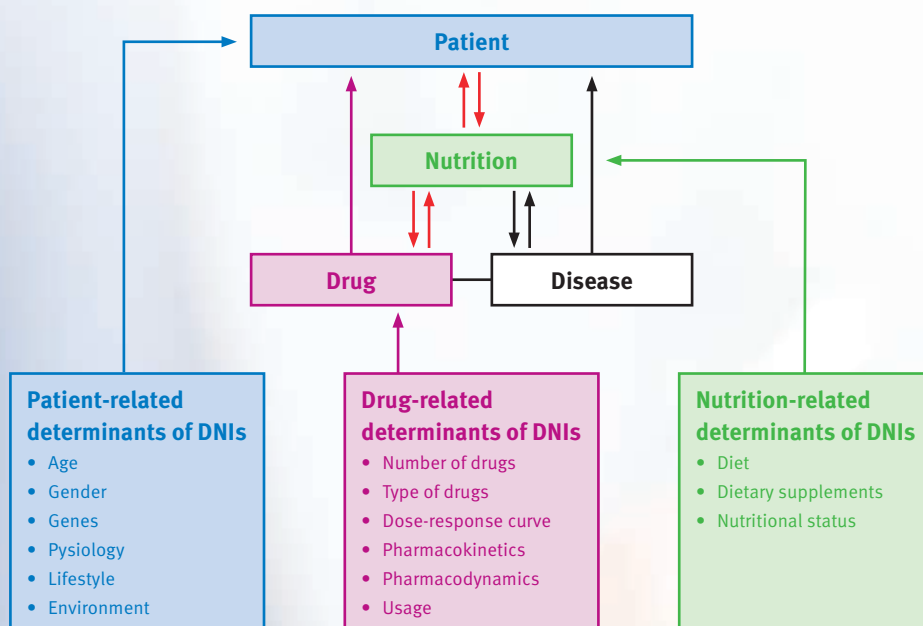 Patient
Nutrition
Drug
Disease
Patient-related
determinants of DNIs
• Age
• Gender
• Genes
• Pysiology
• Lifestyle
• Environment
Drug-related
determinants of DNIs
• Number of drugs
• Type of drugs
• Dose-response curve
• Pharmacokinetics
• Pharmacodynamics
• Usage
Nutrition-related
determinants of DNIs
• Diet
• Dietary supplements
• Nutritional status